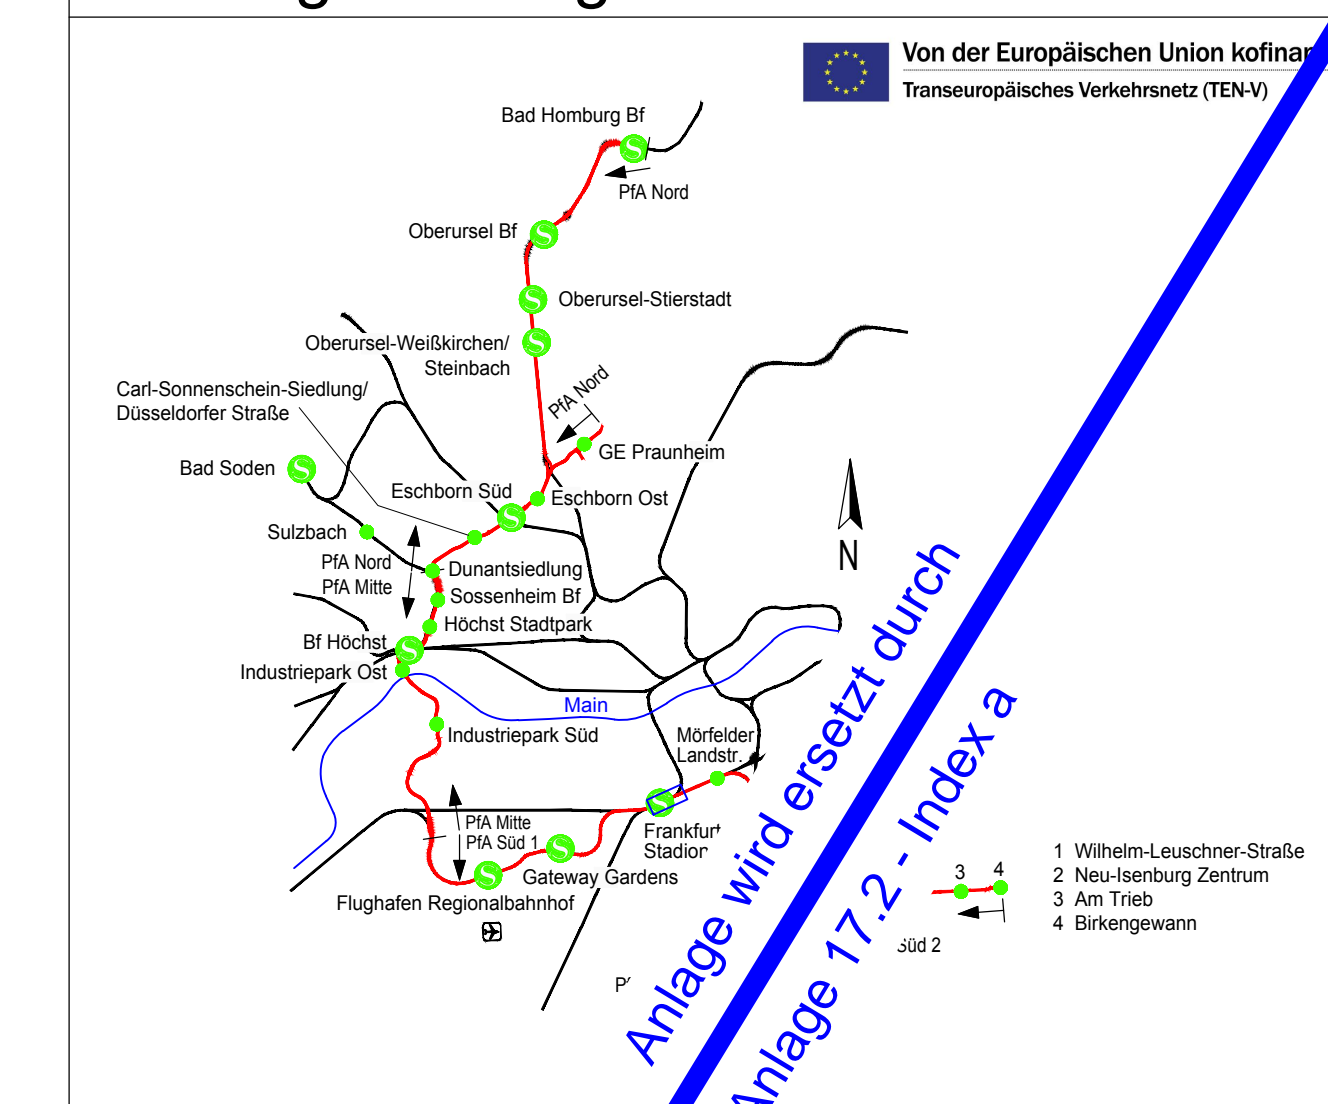 Von der Europäischen Union
Transeuropäisches Verkehrsnetz (TEN-V)
Bad Homburg Bf
PfA Nord
Oberursel Bf
Oberursel-Stierstadt
Oberursel-Weißkirchen/
Steinbach
Carl-Sonnenschein-Siedlung/
Düsseldorfer Straße
PfA Nord
GE Praunheim
Bad Soden
Eschborn Süd
Eschborn Ost
Sulzbach
PfA Nord
PfA Mitte
Dunantsiedlung
Sossenheim Bf
Höchst Stadtpark
Bf Höchst
Industriepark Ost
N
Main
Industriepark Süd
Mörfelder
Landstr.
PfA Mitte
PfA Süd 1
Gateway Gardens
Flughafen Regionalbahnhof
3 4
Süd 2
1 Wilhelm-Leuschner-Straße
2 Neu-Isenburg Zentrum
3 Am Trieb
4 Birkengewann
Anlage wird ersetzt durch
Anlage 17.2 - Index a